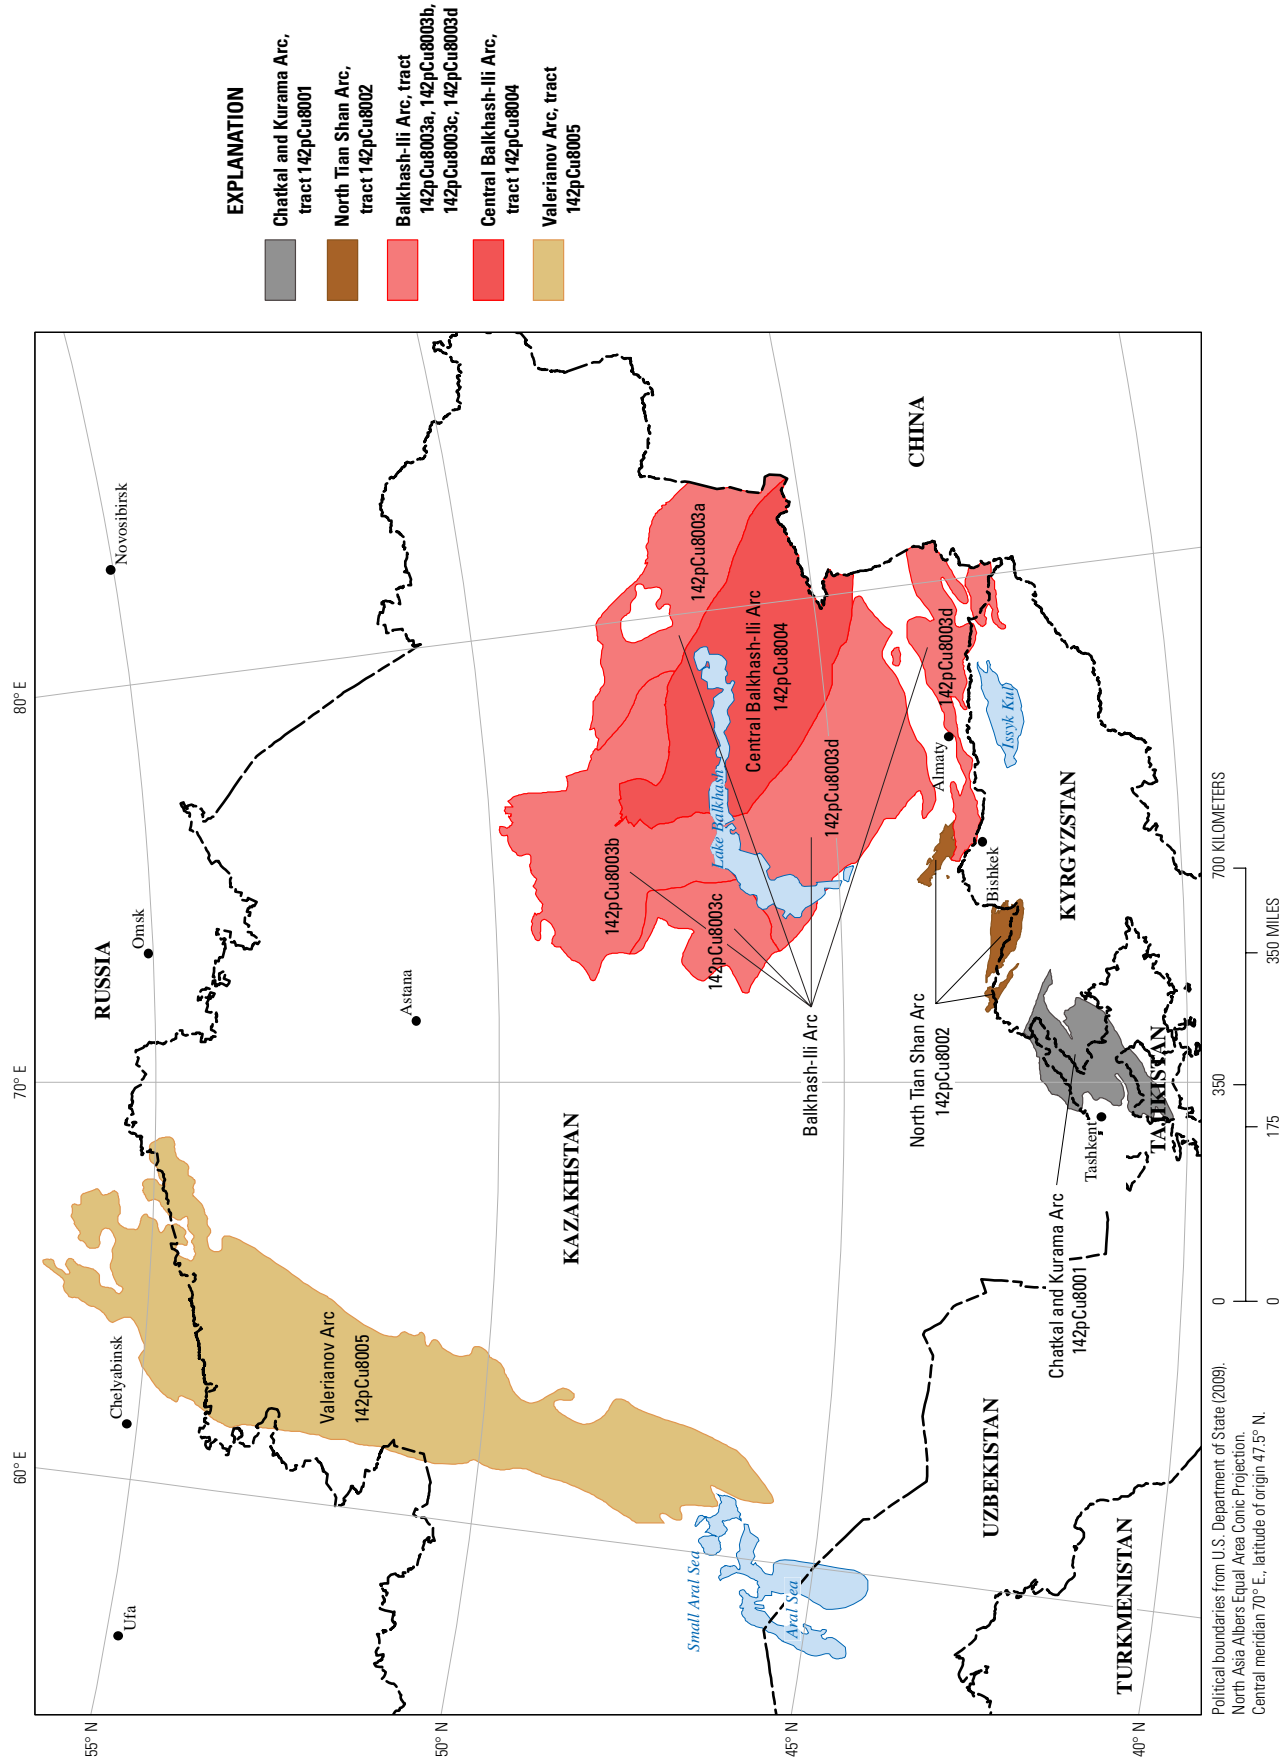 60° E
70° E
80° E
55° N
50° N
45° N
40° N
RUSSIA
Novosibirsk
Omsk
Chelyabinsk
Ufa
Astana
Valerianov Arc
142pCu8005
KAZAKHSTAN
142pCu8003b
142pCu8003a
142pCu8003c
Lake Balkhash
Central Balkhash-Ili Arc
142pCu8004
142pCu8003d
Balkhash-Ili Arc
142pCu8003d
Small Aral Sea
Aral Sea
CHINA
Almaty
North Tian Shan Arc
142pCu8002
Bishkek
Issyk Kul
KYRGYZSTAN
Chatkal and Kurama Arc
142pCu8001
Tashkent
TAJIKISTAN
UZBEKISTAN
TURKMENISTAN
EXPLANATION
Chatkal and Kurama Arc,
tract 142pCu8001
North Tian Shan Arc,
tract 142pCu8002
Balkhash-Ili Arc, tract
142pCu8003a, 142pCu8003b,
142pCu8003c, 142pCu8003d
Central Balkhash-Ili Arc,
tract 142pCu8004
Valerianov Arc, tract
142pCu8005
Political boundaries from U.S. Department of State (2009).
North Asia Albers Equal Area Conic Projection.
Central meridian 70° E., latitude of origin 47.5° N.
0 350 700 KILOMETERS
0 175 350 MILES